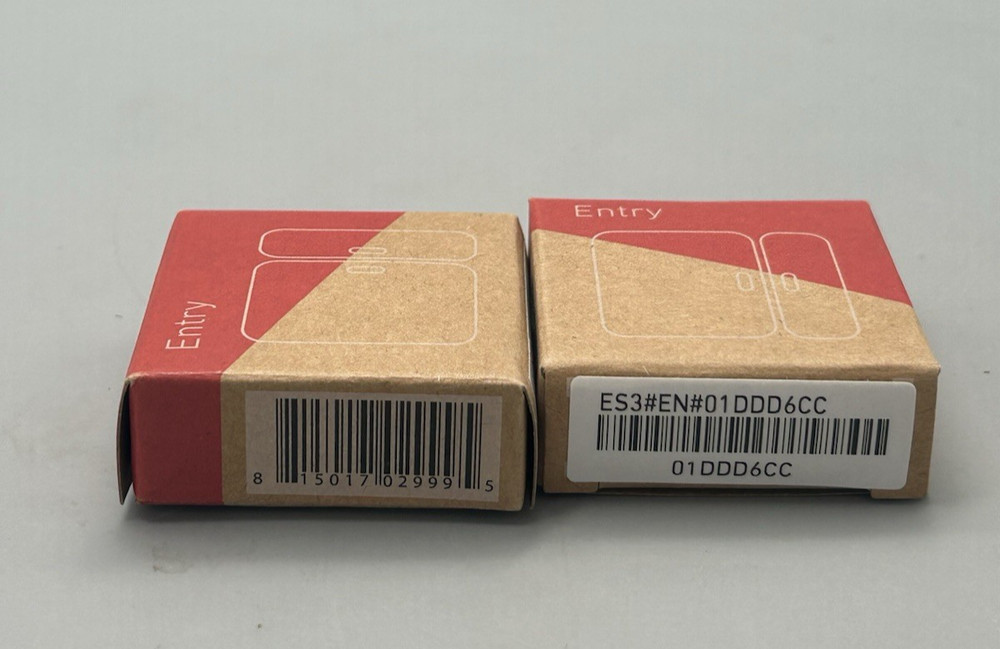 Entry
8 15017 02999 5
Entry
ES3#EN#01DDD6CC
01DDD6CC